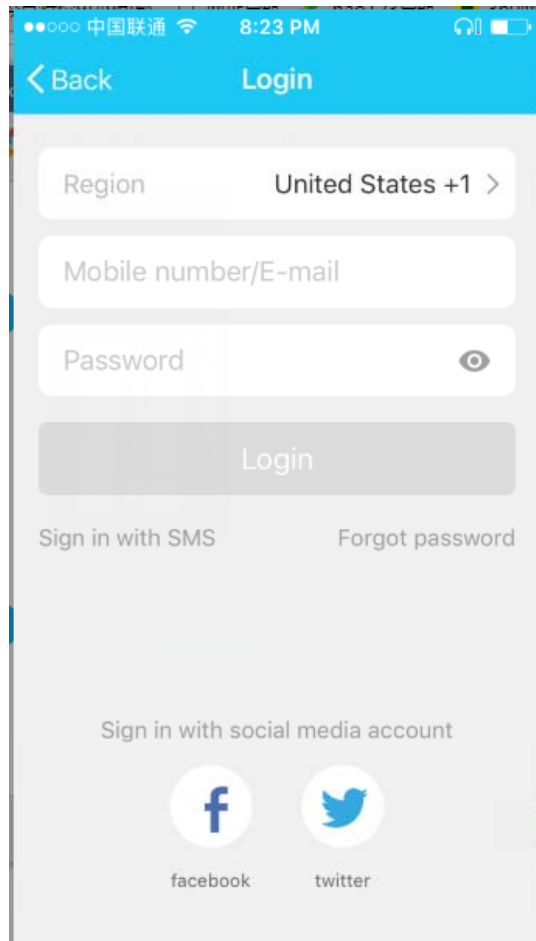 中国联通 8:23 PM
Back Login
Region United States +1
Mobile number/E-mail
Password
Login
Sign in with SMS Forgot password
Sign in with social media account
facebook twitter